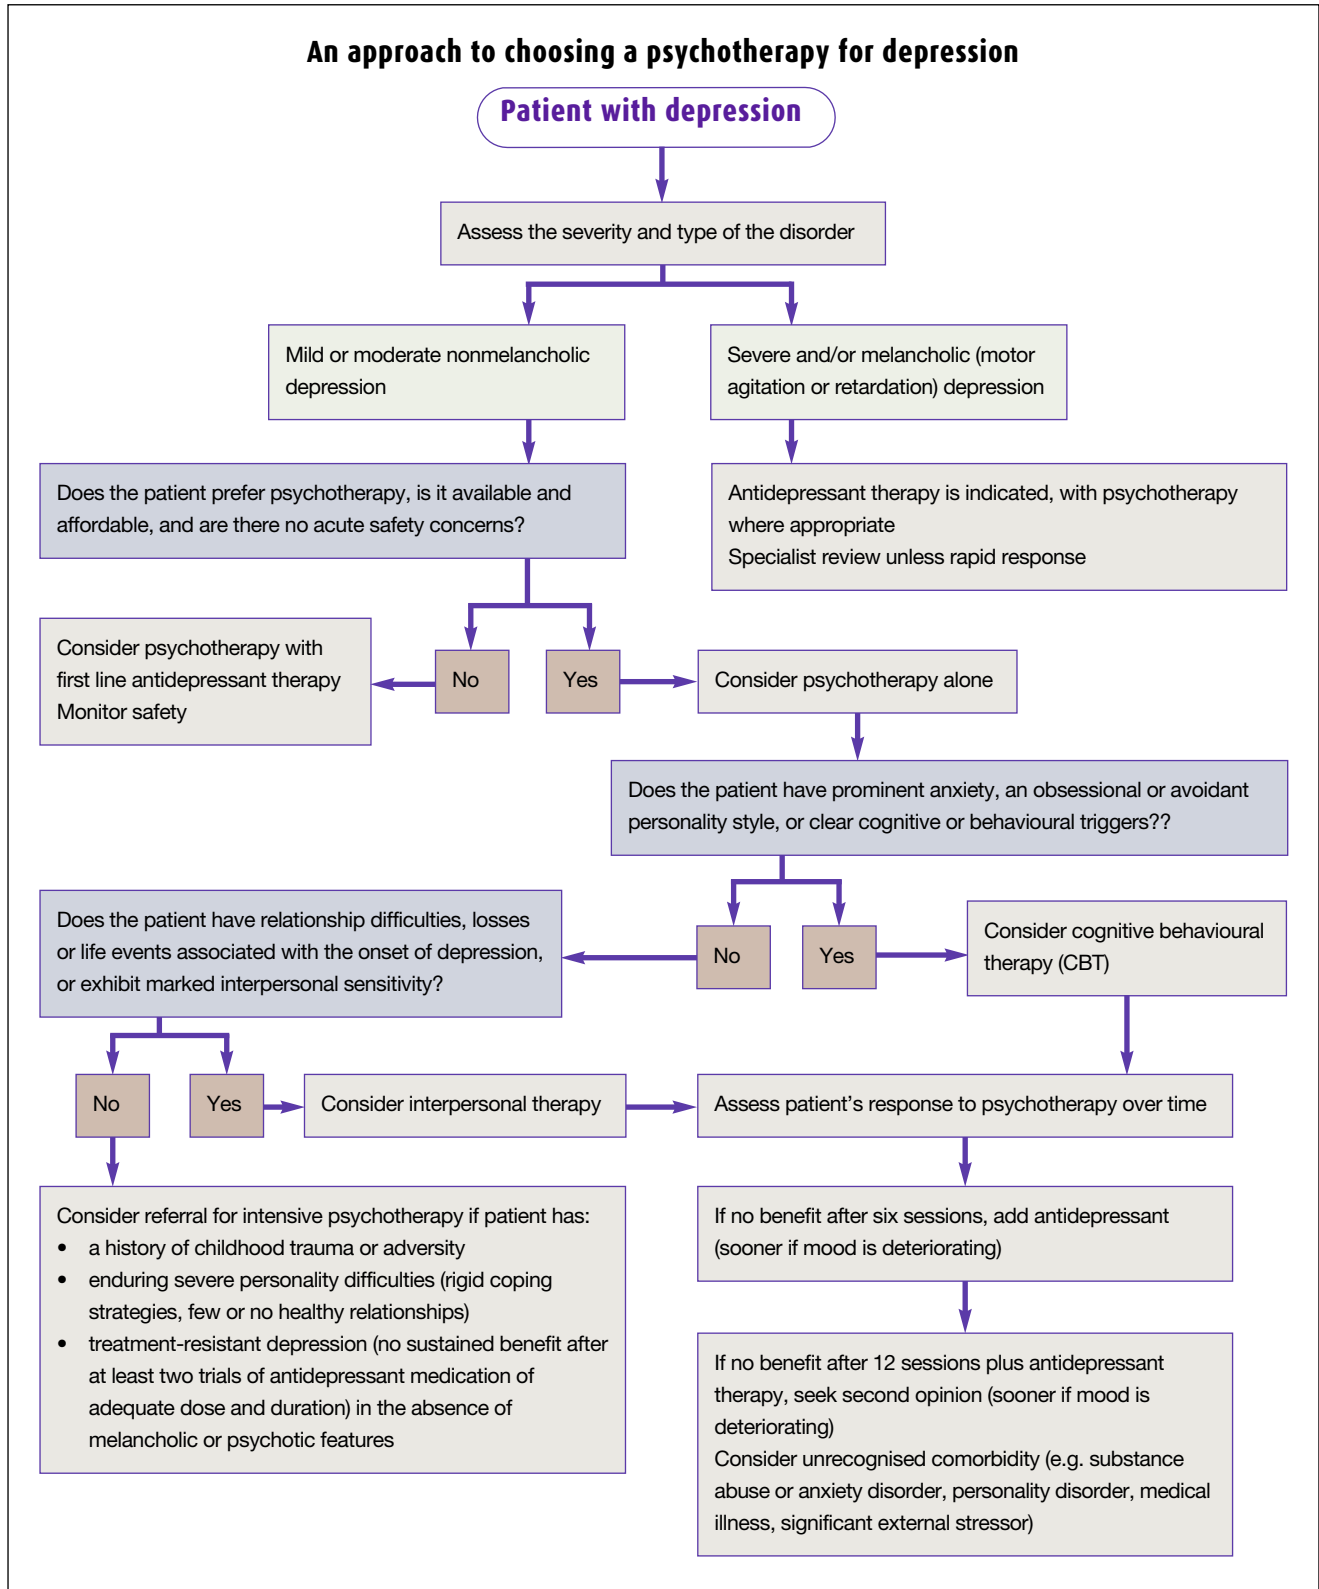 An approach to choosing a psychotherapy for depression
Patient with depression
Assess the severity and type of the disorder
Mild or moderate nonmelancholic
depression
Severe and/or melancholic (motor
agitation or retardation) depression
Does the patient prefer psychotherapy, is it available and
affordable, and are there no acute safety concerns?
Antidepressant therapy is indicated, with psychotherapy
where appropriate
Specialist review unless rapid response
Consider psychotherapy with
first line antidepressant therapy
Monitor safety
No
Yes
Consider psychotherapy alone
Does the patient have prominent anxiety, an obsessional or avoidant
personality style, or clear cognitive or behavioural triggers??
Does the patient have relationship difficulties, losses
or life events associated with the onset of depression,
or exhibit marked interpersonal sensitivity?
No
Yes
Consider cognitive behavioural
therapy (CBT)
No
Yes
Consider interpersonal therapy
Assess patient’s response to psychotherapy over time
Consider referral for intensive psychotherapy if patient has:
• a history of childhood trauma or adversity
• enduring severe personality difficulties (rigid coping
strategies, few or no healthy relationships)
• treatment-resistant depression (no sustained benefit after
at least two trials of antidepressant medication of
adequate dose and duration) in the absence of
melancholic or psychotic features
If no benefit after six sessions, add antidepressant
(sooner if mood is deteriorating)
If no benefit after 12 sessions plus antidepressant
therapy, seek second opinion (sooner if mood is
deteriorating)
Consider unrecognised comorbidity (e.g. substance
abuse or anxiety disorder, personality disorder, medical
illness, significant external stressor)